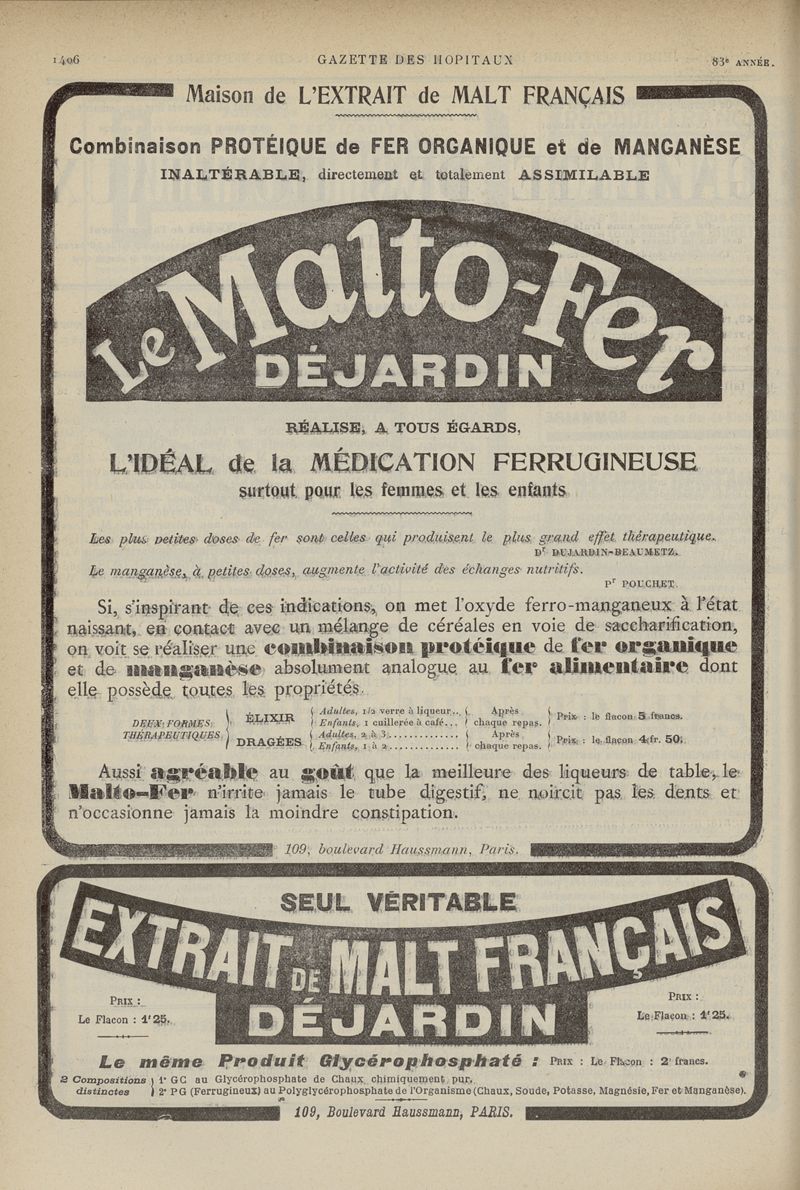 1406 GAZETTE DES HOPITAUX 83e ANNÉE.
Maison de L'EXTRAIT de MALT FRANÇAIS
Combinaison PROTÉIQUE de FER ORGANIQUE et de MANGANÈSE
INALTÉRABLE, directement et totalement ASSIMILABLE
Le Malto-Fer
DÉJARDIN
RÉALISE, A TOUS ÉGARDS,
L'IDÉAL de la MÉDICATION FERRUGINEUSE
surtout pour les femmes et les enfants
Les plus petites doses de fer sont celles qui produisent le plus grand effet thérapeutique.
Dr DUJARDIN-BEAUMETZ.
Le manganèse, à petites doses, augmente l'activité des échanges nutritifs.
Pr POUCHET.
Si, s'inspirant de ces indications, on met l'oxyde ferro-manganeux à l'état
naissant, en contact avec un mélange de céréales en voie de saccharification,
on voit se réaliser une combinaison protéique de fer organique
et de manganèse absolument analogue au fer alimentaire dont
elle possède toutes les propriétés.
DEUX FORMES THÉRAPEUTIQUES
ÉLIXIR Adultes, 1/2 verre à liqueur... Après Prix : le flacon 5 francs.
Enfants, 1 cuillerée à café... chaque repas.
DRAGÉES Adultes, 2 à 3.............. Après Prix : le flacon 4 fr. 50.
Enfants, 1 à 2.............. chaque repas.
Aussi agréable au goût que la meilleure des liqueurs de table, le
Malto-Fer n'irrite jamais le tube digestif, ne noircit pas les dents et
n'occasionne jamais la moindre constipation.
109, boulevard Haussmann, Paris.
SEUL VÉRITABLE
EXTRAIT DE MALT FRANÇAIS
DÉJARDIN
PRIX :
Le Flacon : 1f25.
PRIX :
Le Flacon : 1f25.
Le même Produit Glycérophosphaté : PRIX : Le Flacon : 2 francs.
2 Compositions distinctes
1° GC au Glycérophosphate de Chaux chimiquement pur.
2° PG (Ferrugineux) au Polyglycérophosphate de l'Organisme (Chaux, Soude, Potasse, Magnésie, Fer et Manganèse).
109, Boulevard Haussmann, PARIS.